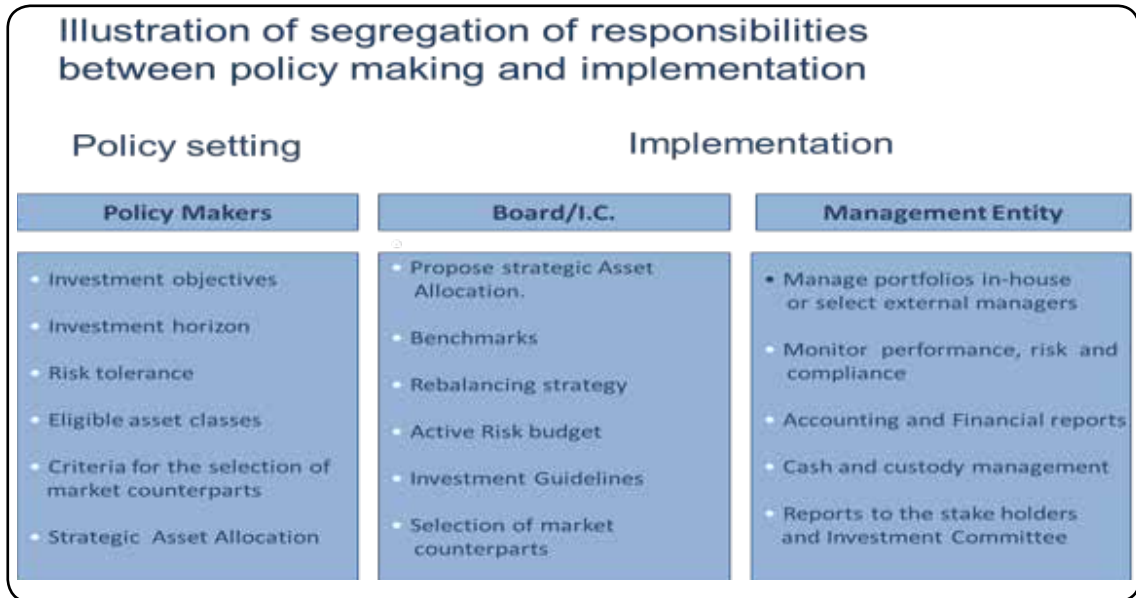 Illustration of segregation of responsibilities
between policy making and implementation
Policy setting
Implementation
Policy Makers
• Investment objectives
• Investment horizon
• Risk tolerance
• Eligible asset classes
• Criteria for the selection of
market counterparts
• Strategic Asset Allocation
Board/I.C.
• Propose strategic Asset
Allocation.
• Benchmarks
• Rebalancing strategy
• Active Risk budget
• Investment Guidelines
• Selection of market
counterparts
Management Entity
• Manage portfolios in-house
or select external managers
• Monitor performance, risk and
compliance
• Accounting and Financial reports
• Cash and custody management
• Reports to the stake holders
and Investment Committee